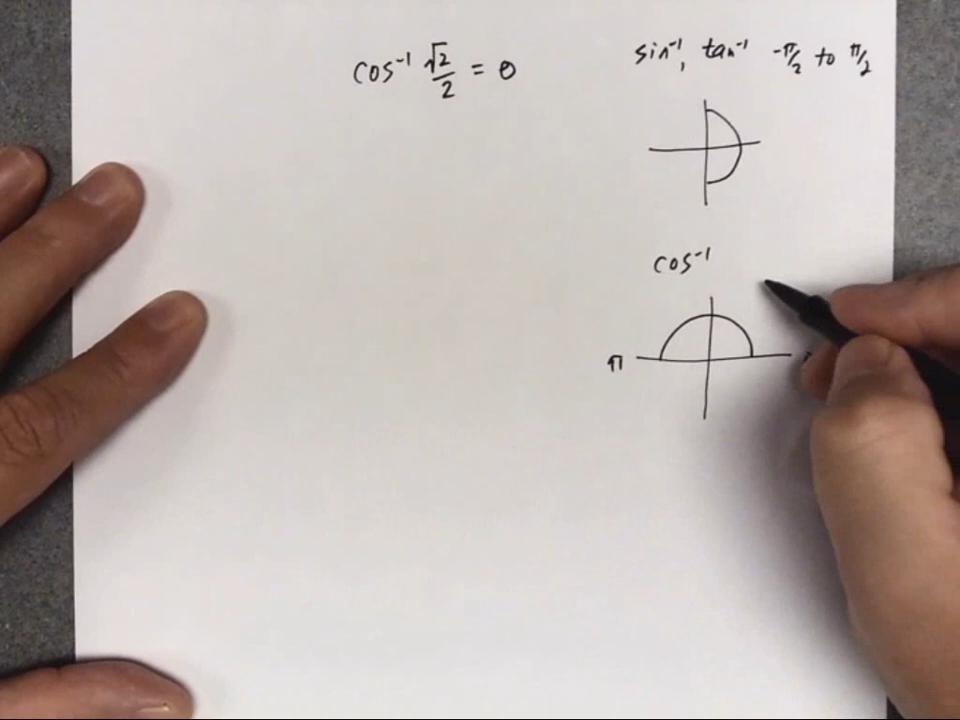 cos⁻¹ √2/2 = θ
sin⁻¹, tan⁻¹ -π/2 to π/2
cos⁻¹
π